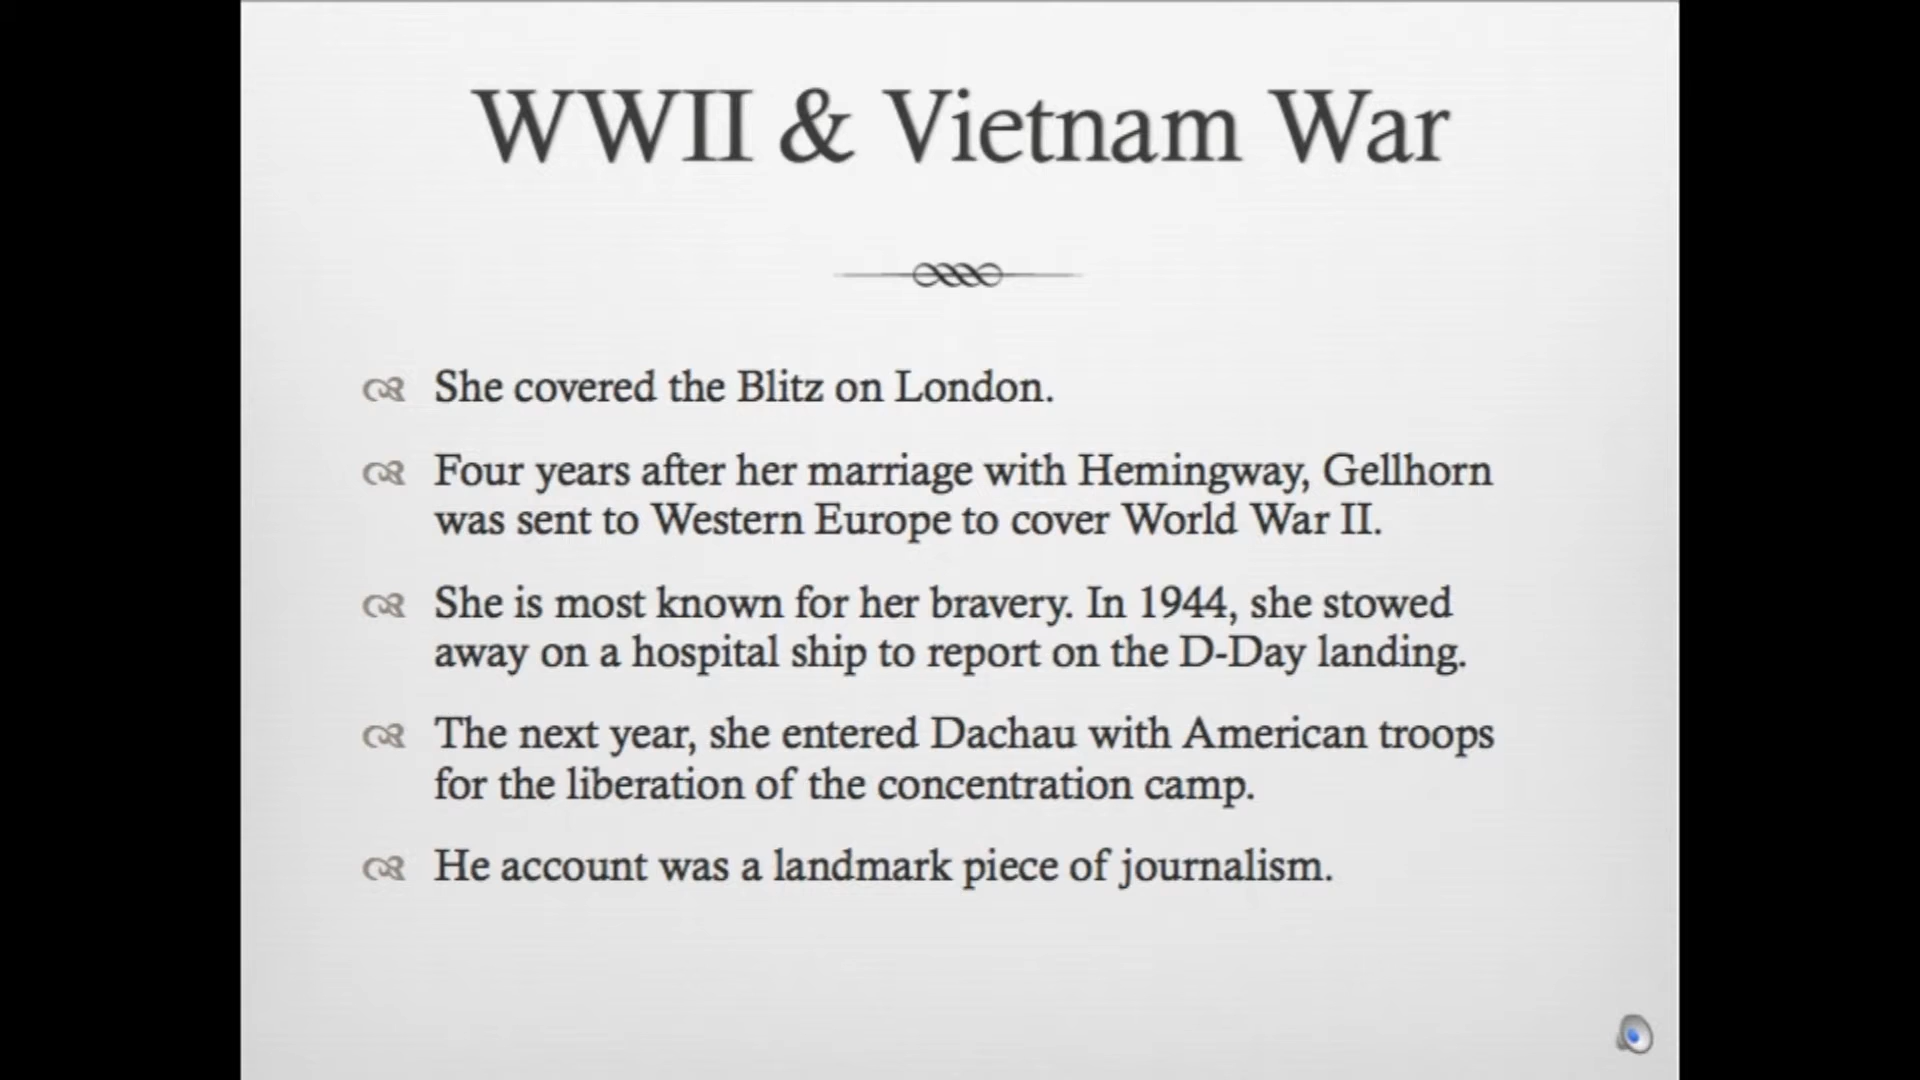 WWII & Vietnam War
She covered the Blitz on London.
Four years after her marriage with Hemingway, Gellhorn
was sent to Western Europe to cover World War II.
She is most known for her bravery. In 1944, she stowed
away on a hospital ship to report on the D-Day landing.
The next year, she entered Dachau with American troops
for the liberation of the concentration camp.
He account was a landmark piece of journalism.